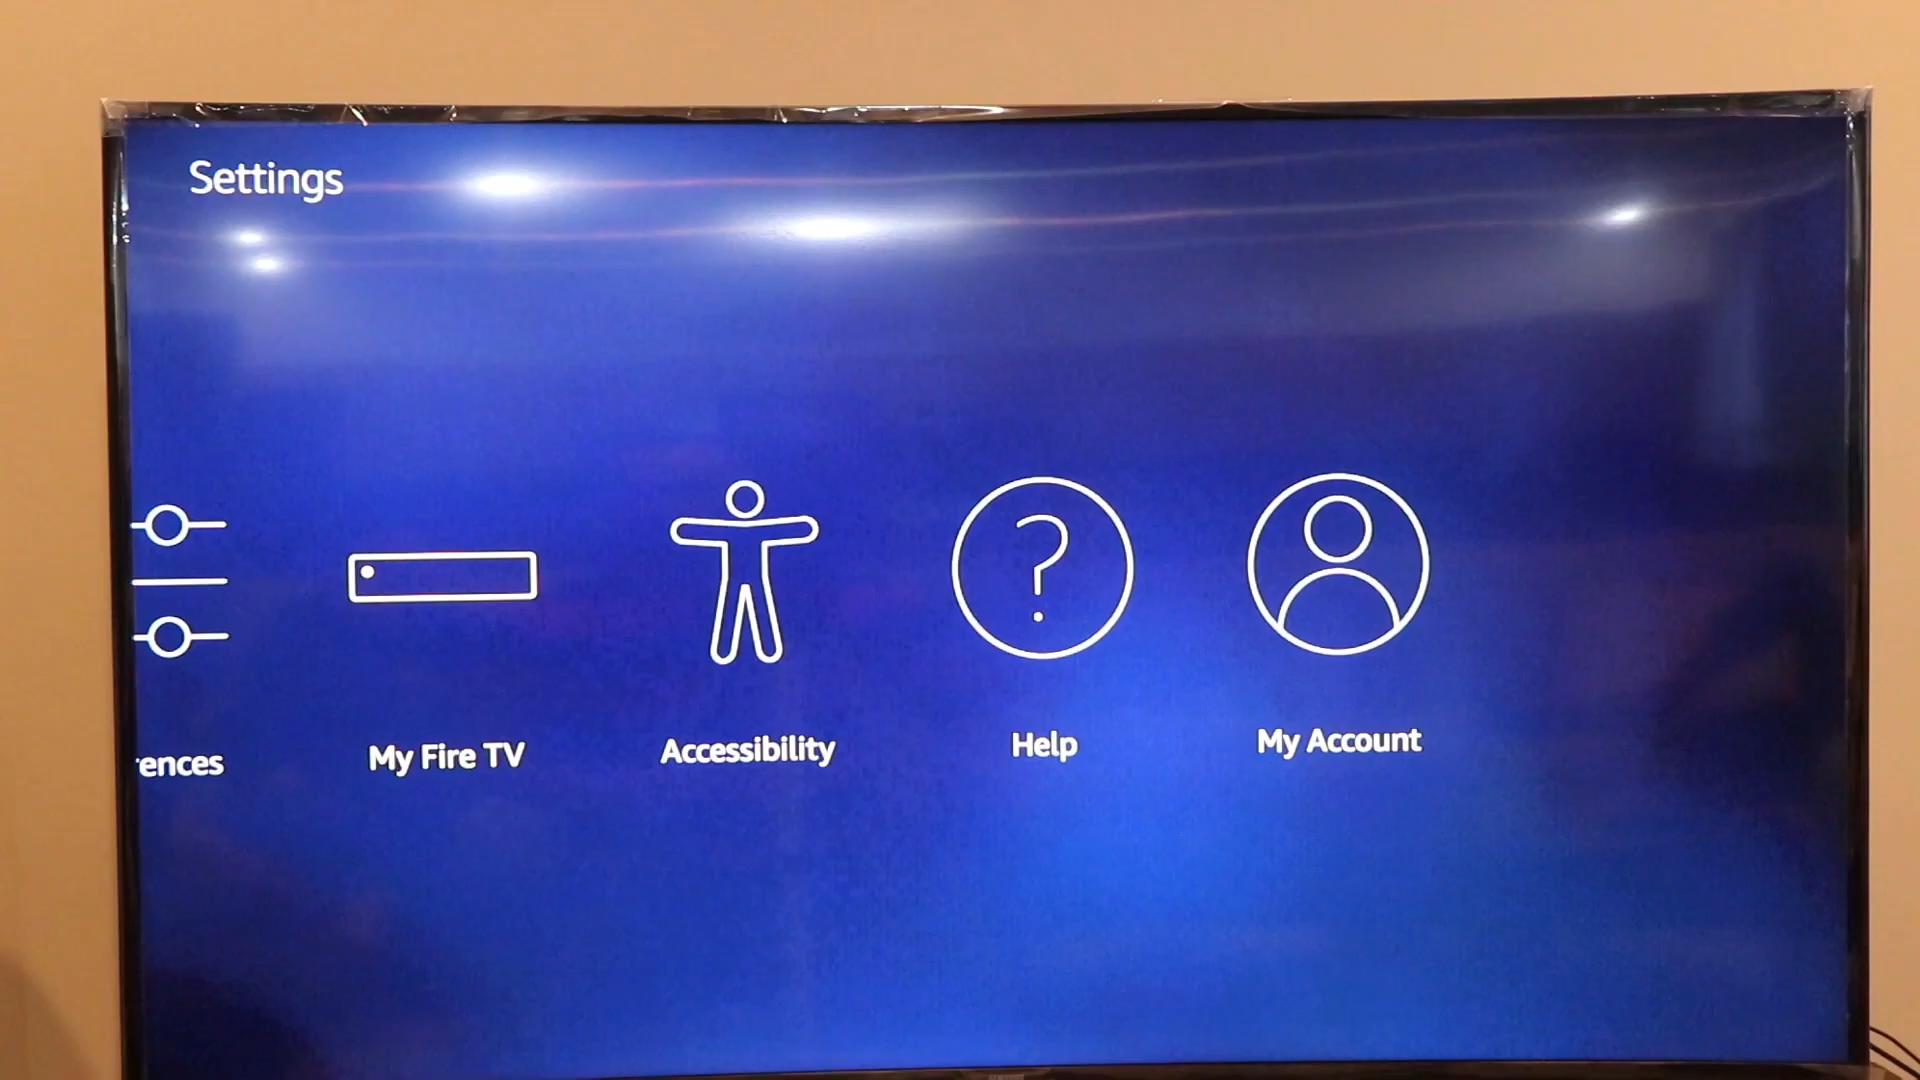 Settings
?
ences
My Fire TV
Accessibility
Help
My Account